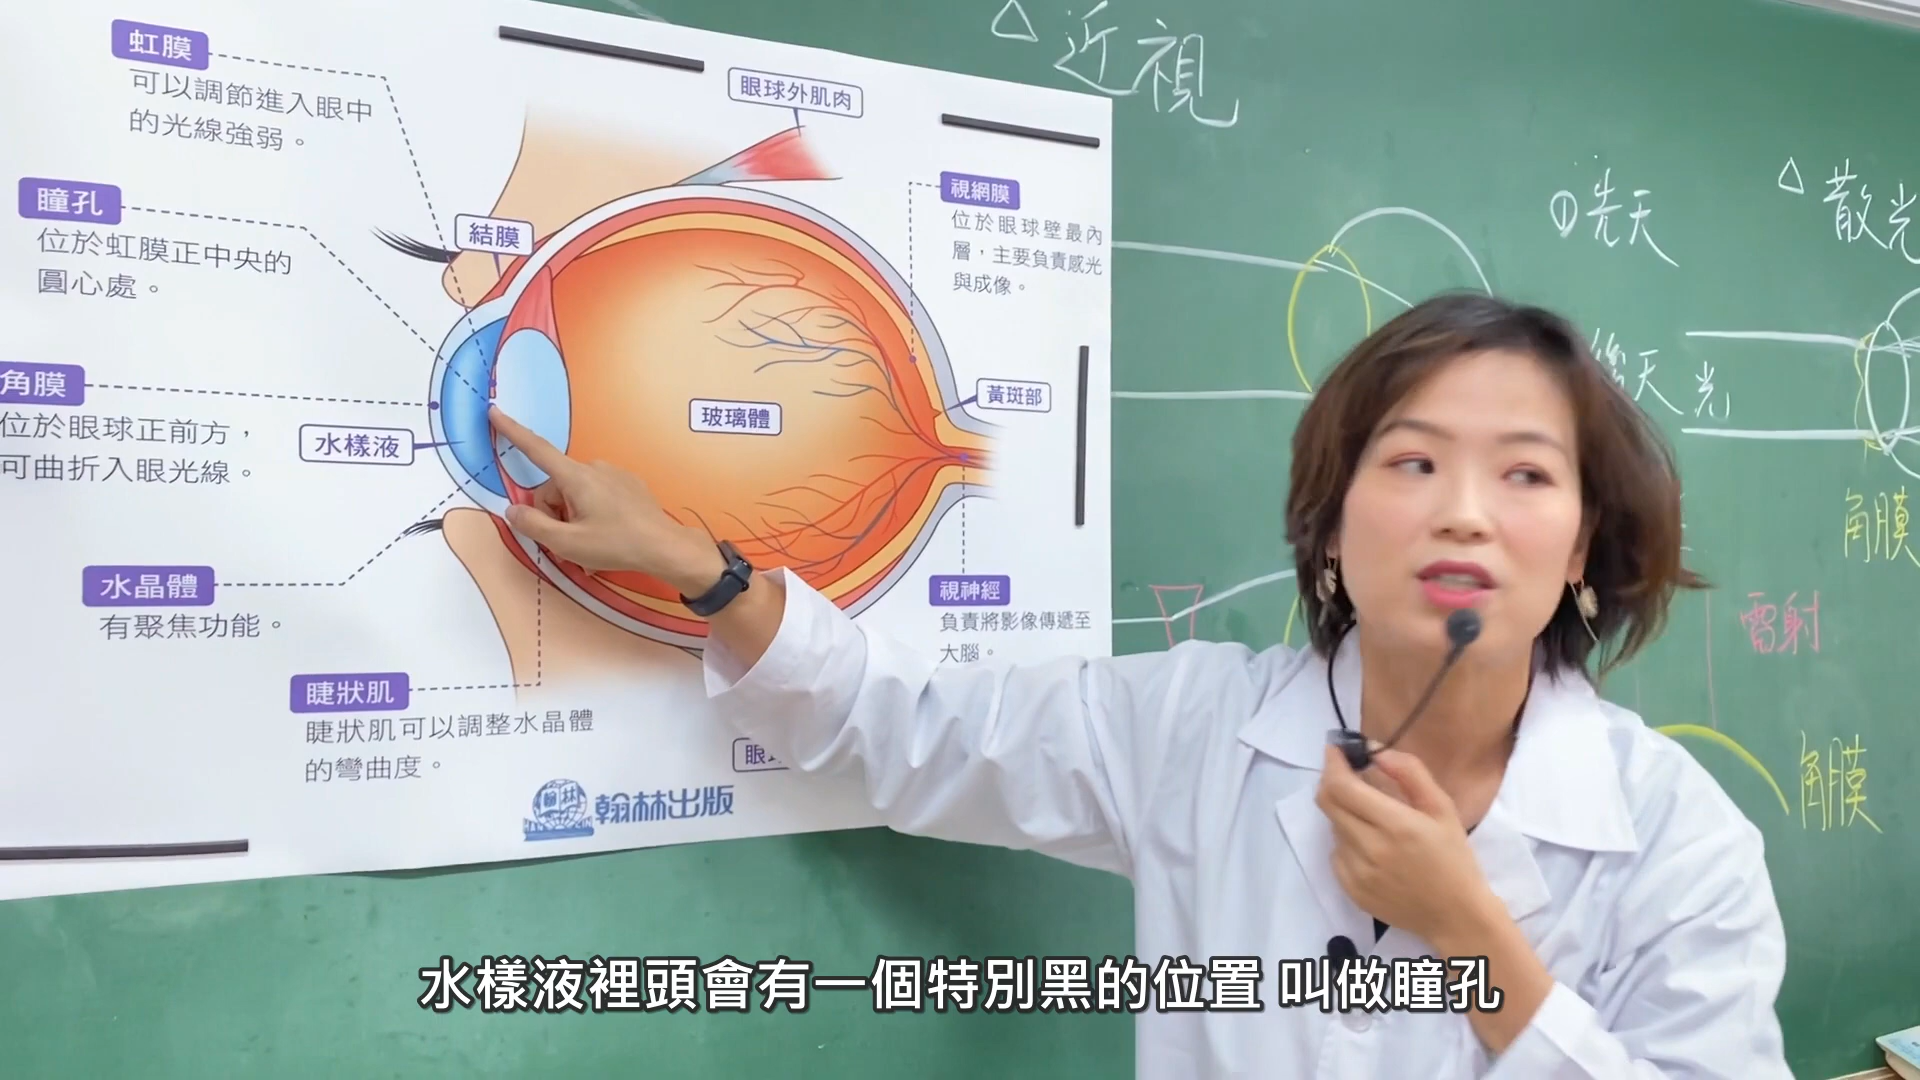 虹膜
可以調節進入眼中
的光線強弱。
瞳孔
位於虹膜正中央的
圓心處。
角膜
位於眼球正前方，
可曲折入眼光線。
水樣液
水晶體
有聚焦功能。
睫狀肌
睫狀肌可以調整水晶體
的彎曲度。
結膜
眼球外肌肉
玻璃體
視網膜
位於眼球壁最內
層，主要負責感光
與成像。
黃斑部
視神經
負責將影像傳遞至
大腦。
眼
翰林
翰林出版
△近視
①先天
後天 光
△散光
角膜
雷射
角膜
水樣液裡頭會有一個特別黑的位置 叫做瞳孔